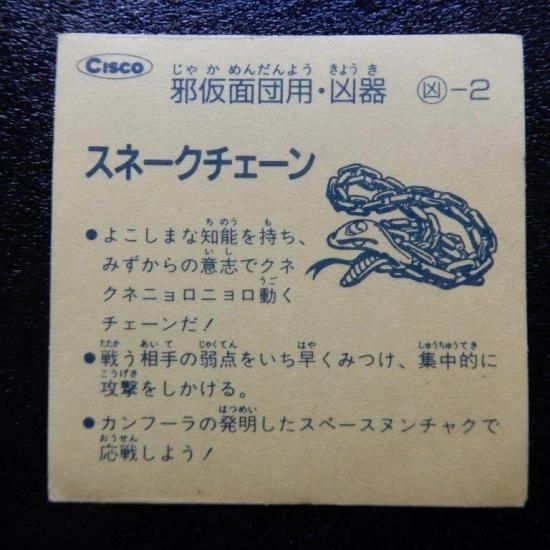 CISCO
じゃ か めんだんよう きょう き
邪仮面団用・凶器 凶-2
スネークチェーン
ち のう も
●よこしまな知能を持ち、
い し
みずからの意志でクネ
うご
クネニョロニョロ動く
チェーンだ!
たたか あい て じゃくてん はや しゅうちゅうてき
●戦う相手の弱点をいち早くみつけ、集中的に
こうげき
攻撃をしかける。
はつめい
●カンフーラの発明したスペースヌンチャクで
おうせん
応戦しよう!